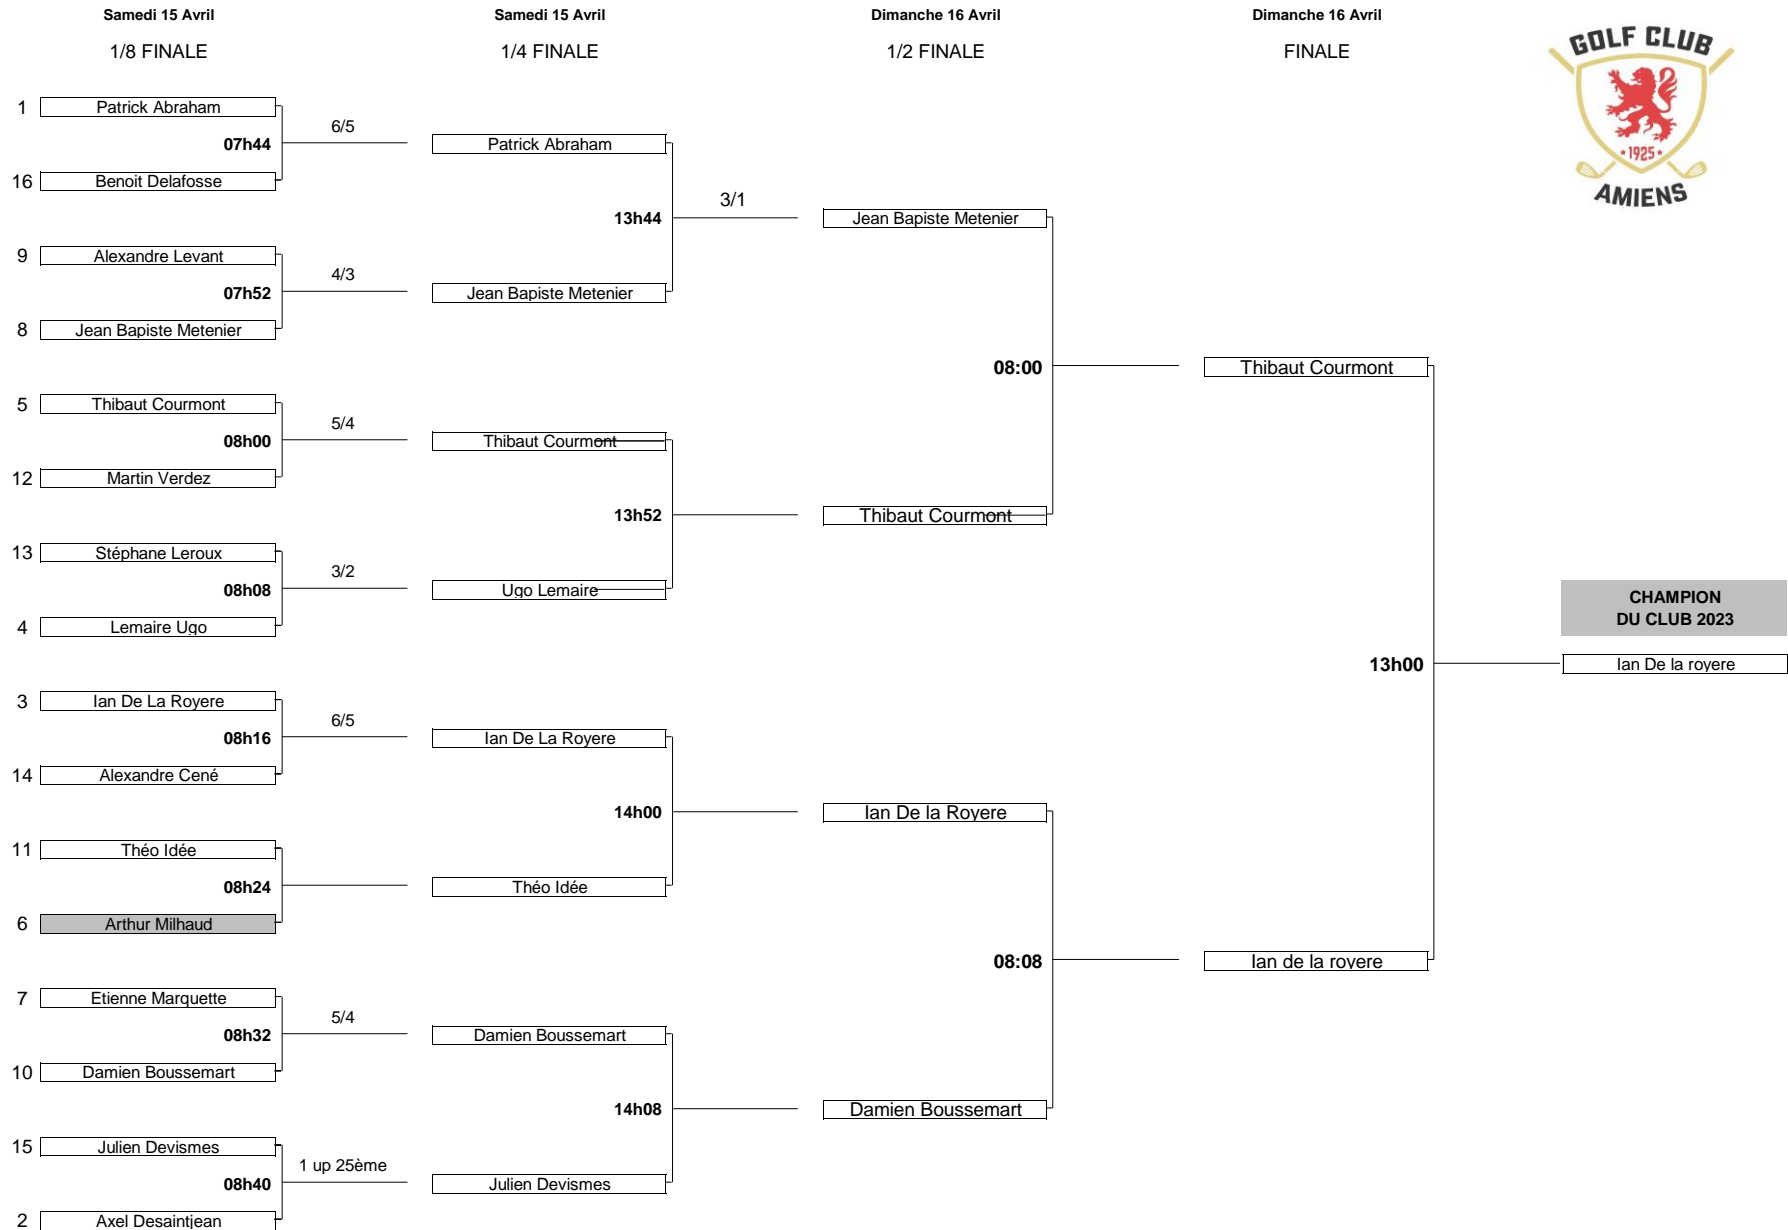 Samedi 15 Avril
Samedi 15 Avril
Dimanche 16 Avril
Dimanche 16 Avril
1/8 FINALE
1/4 FINALE
1/2 FINALE
FINALE
GOLF CLUB
1925
AMIENS
1 Patrick Abraham
07h44
16 Benoit Delafosse
9 Alexandre Levant
07h52
8 Jean Bapiste Metenier
5 Thibaut Courmont
08h00
12 Martin Verdez
13 Stéphane Leroux
08h08
4 Lemaire Ugo
3 Ian De La Royere
08h16
14 Alexandre Cené
11 Théo Idée
08h24
6 Arthur Milhaud
7 Etienne Marquette
08h32
10 Damien Boussemart
15 Julien Devismes
08h40
2 Axel Desaintjean
6/5
4/3
5/4
3/2
6/5
5/4
1 up 25ème
Patrick Abraham
13h44
Jean Bapiste Metenier
Thibaut Courmont
13h52
Ugo Lemaire
Ian De La Royere
14h00
Théo Idée
Damien Boussemart
14h08
Julien Devismes
3/1
Jean Bapiste Metenier
08:00
Thibaut Courmont
Ian De la Royere
08:08
Damien Boussemart
Thibaut Courmont
13h00
Ian de la royere
CHAMPION
DU CLUB 2023
Ian De la royere